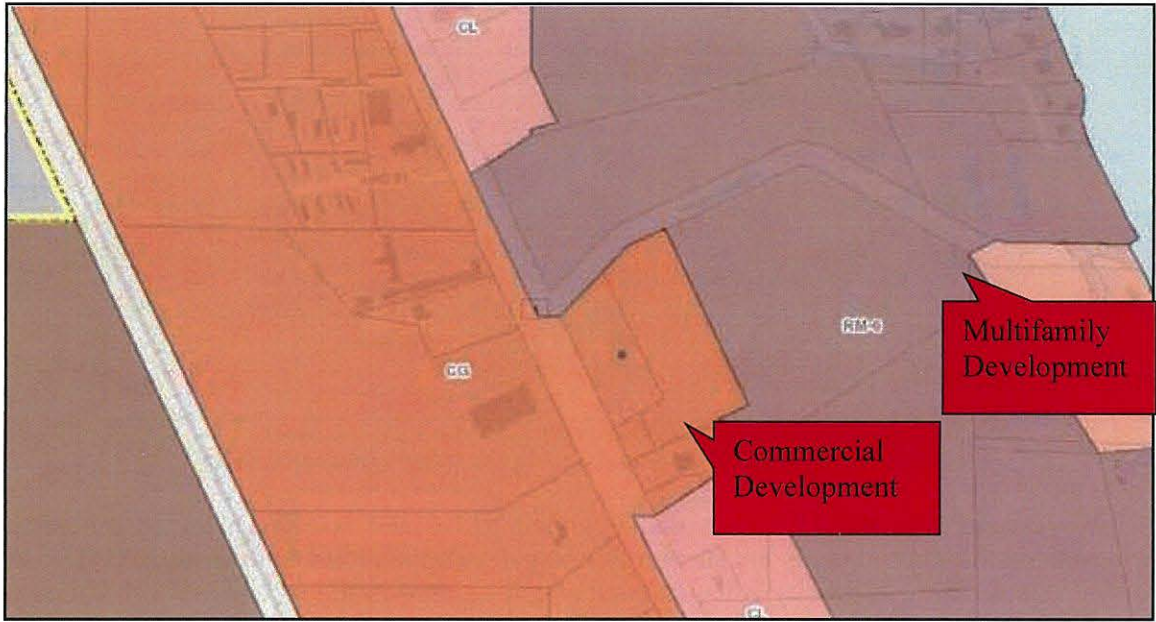 CL
RM-6
Multifamily
Development
CG
Commercial
Development
CL